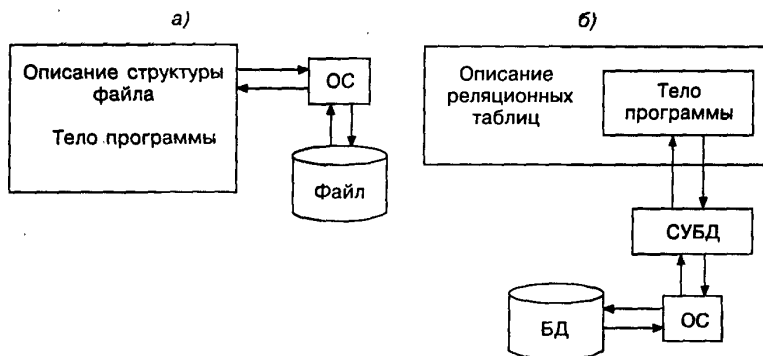 а)
Описание структуры
файла
Тело программы
ОС
Файл
б)
Описание
реляционных
таблиц
Тело
программы
СУБД
БД
ОС